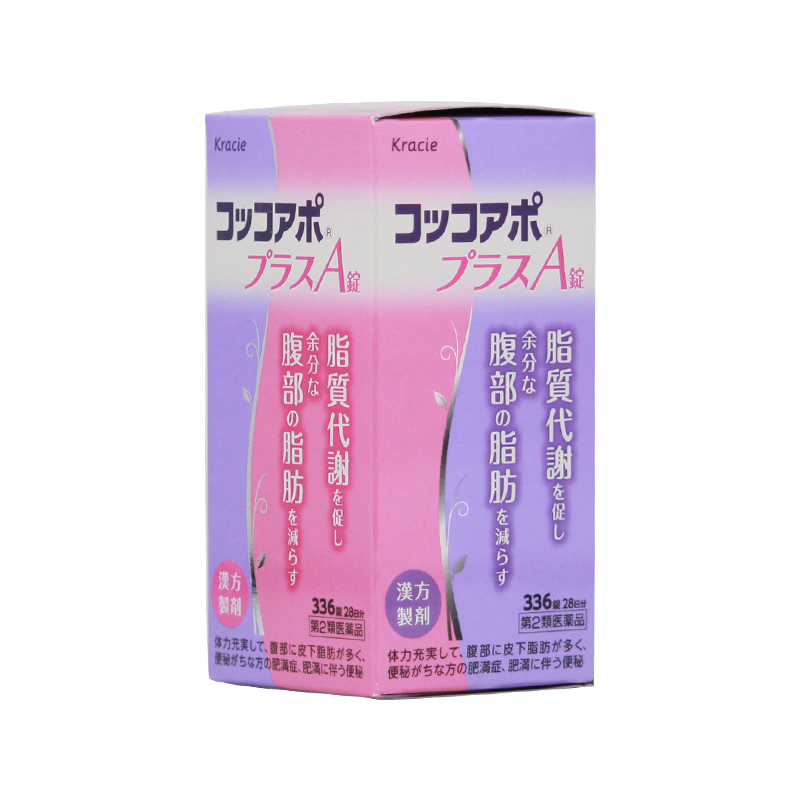 Kracie
コッコアポ®
プラスA錠
脂質代謝を促し
余分な
腹部の脂肪を減らす
漢方
製剤
336錠 28日分
第2類医薬品
体力充実して、腹部に皮下脂肪が多く、
便秘がちな方の肥満症、肥満に伴う便秘
Kracie
コッコアポ®
プラスA錠
脂質代謝を促し
余分な
腹部の脂肪を減らす
漢方
製剤
336錠 28日分
第2類医薬品
体力充実して、腹部に皮下脂肪が多く、
便秘がちな方の肥満症、肥満に伴う便秘